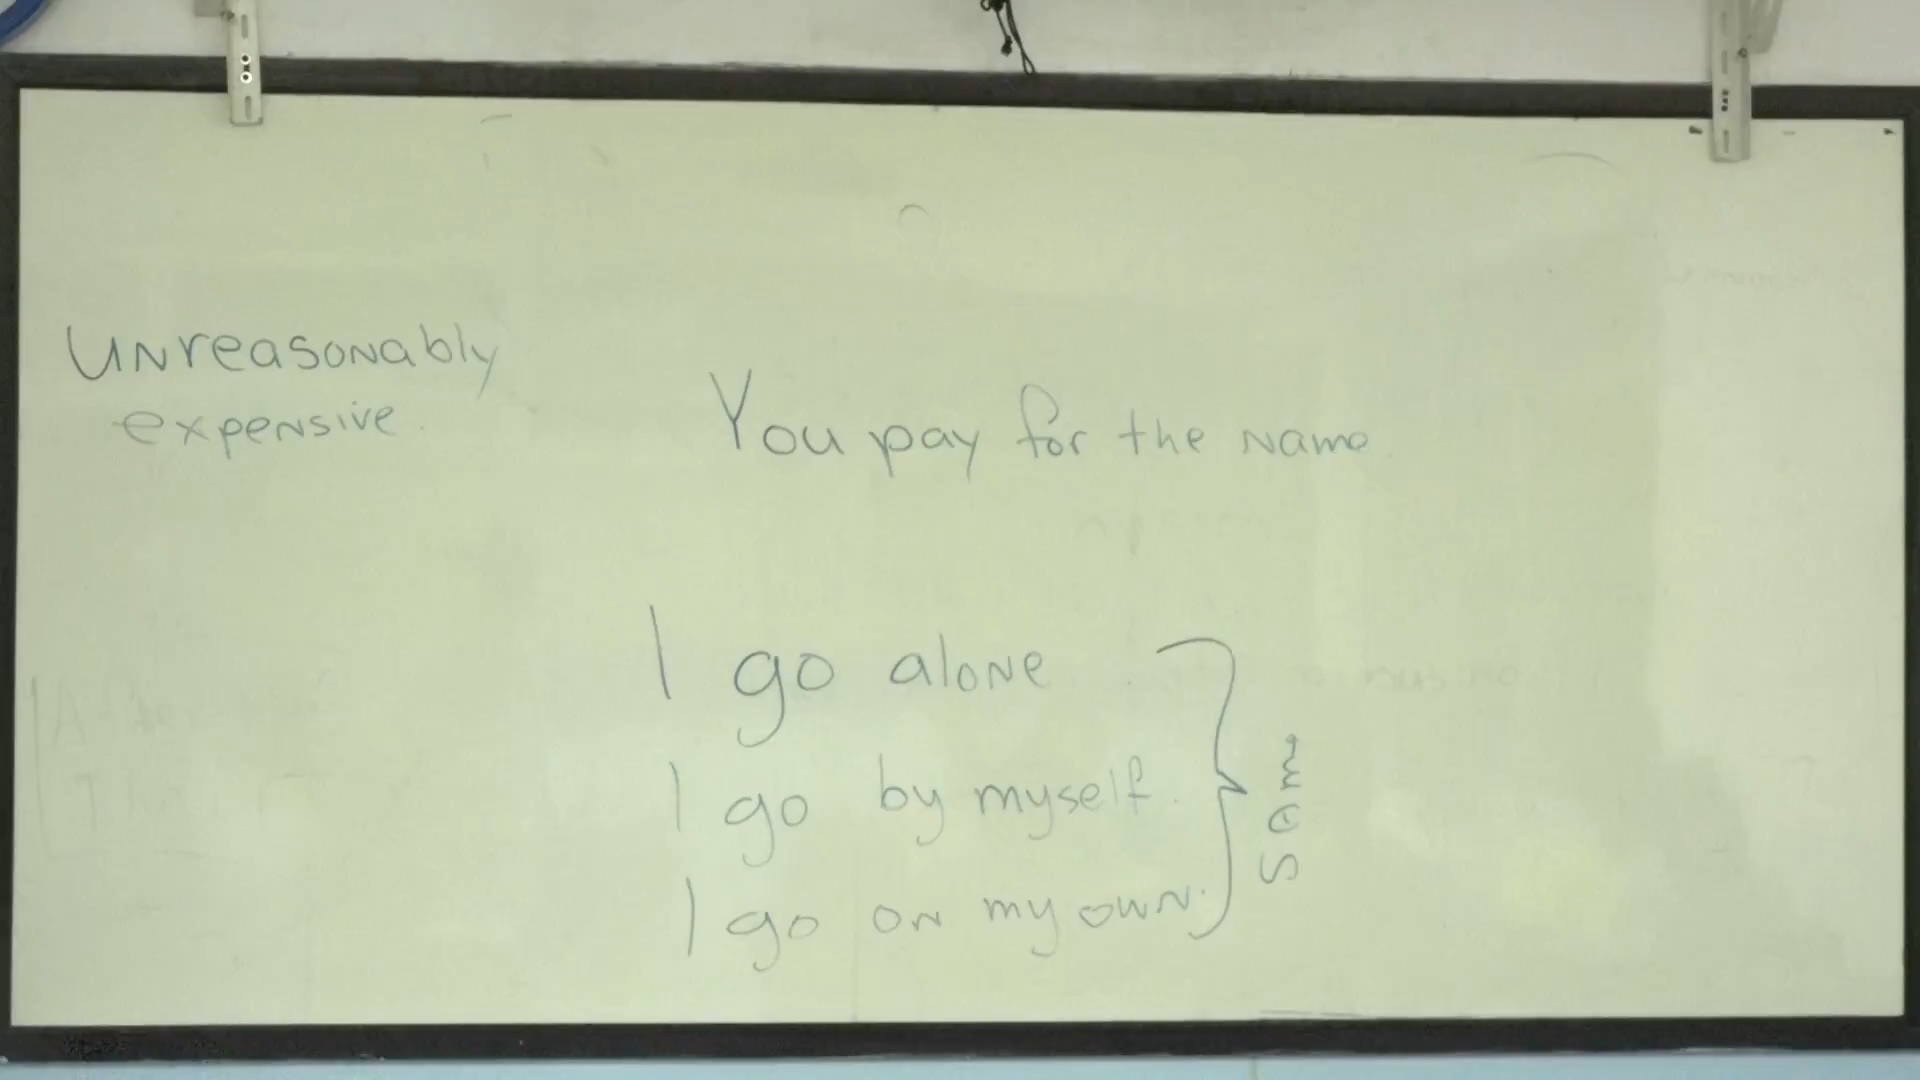 Unreasonably
expensive.
You pay for the name
I go alone
I go by myself.
I go on my own.
Same